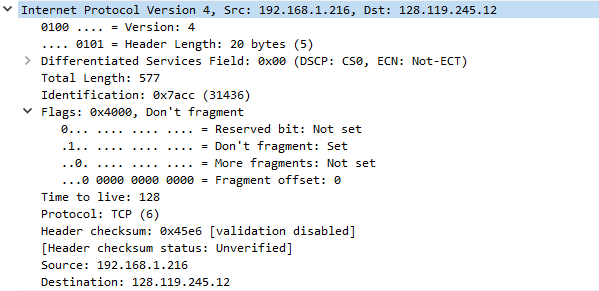 Internet Protocol Version 4, Src: 192.168.1.216, Dst: 128.119.245.12
0100 .... = Version: 4
.... 0101 = Header Length: 20 bytes (5)
Differentiated Services Field: 0x00 (DSCP: CS0, ECN: Not-ECT)
Total Length: 577
Identification: 0x7acc (31436)
Flags: 0x4000, Don't fragment
0... .... .... .... = Reserved bit: Not set
.1.. .... .... .... = Don't fragment: Set
..0. .... .... .... = More fragments: Not set
...0 0000 0000 0000 = Fragment offset: 0
Time to live: 128
Protocol: TCP (6)
Header checksum: 0x45e6 [validation disabled]
[Header checksum status: Unverified]
Source: 192.168.1.216
Destination: 128.119.245.12